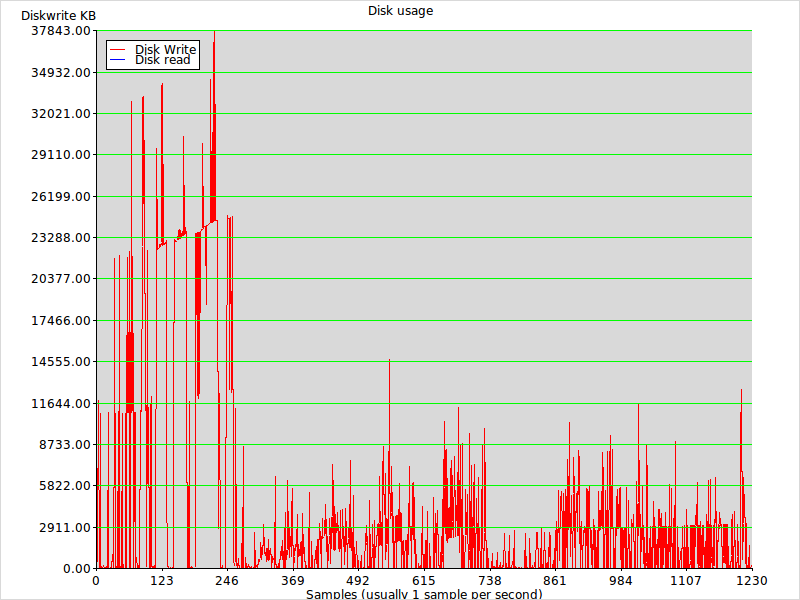 Disk usage
Diskwrite KB
37843.00
34932.00
32021.00
29110.00
26199.00
23288.00
20377.00
17466.00
14555.00
11644.00
8733.00
5822.00
2911.00
0.00
Disk Write
Disk read
0 123 246 369 492 615 738 861 984 1107 1230
Samples (usually 1 sample per second)